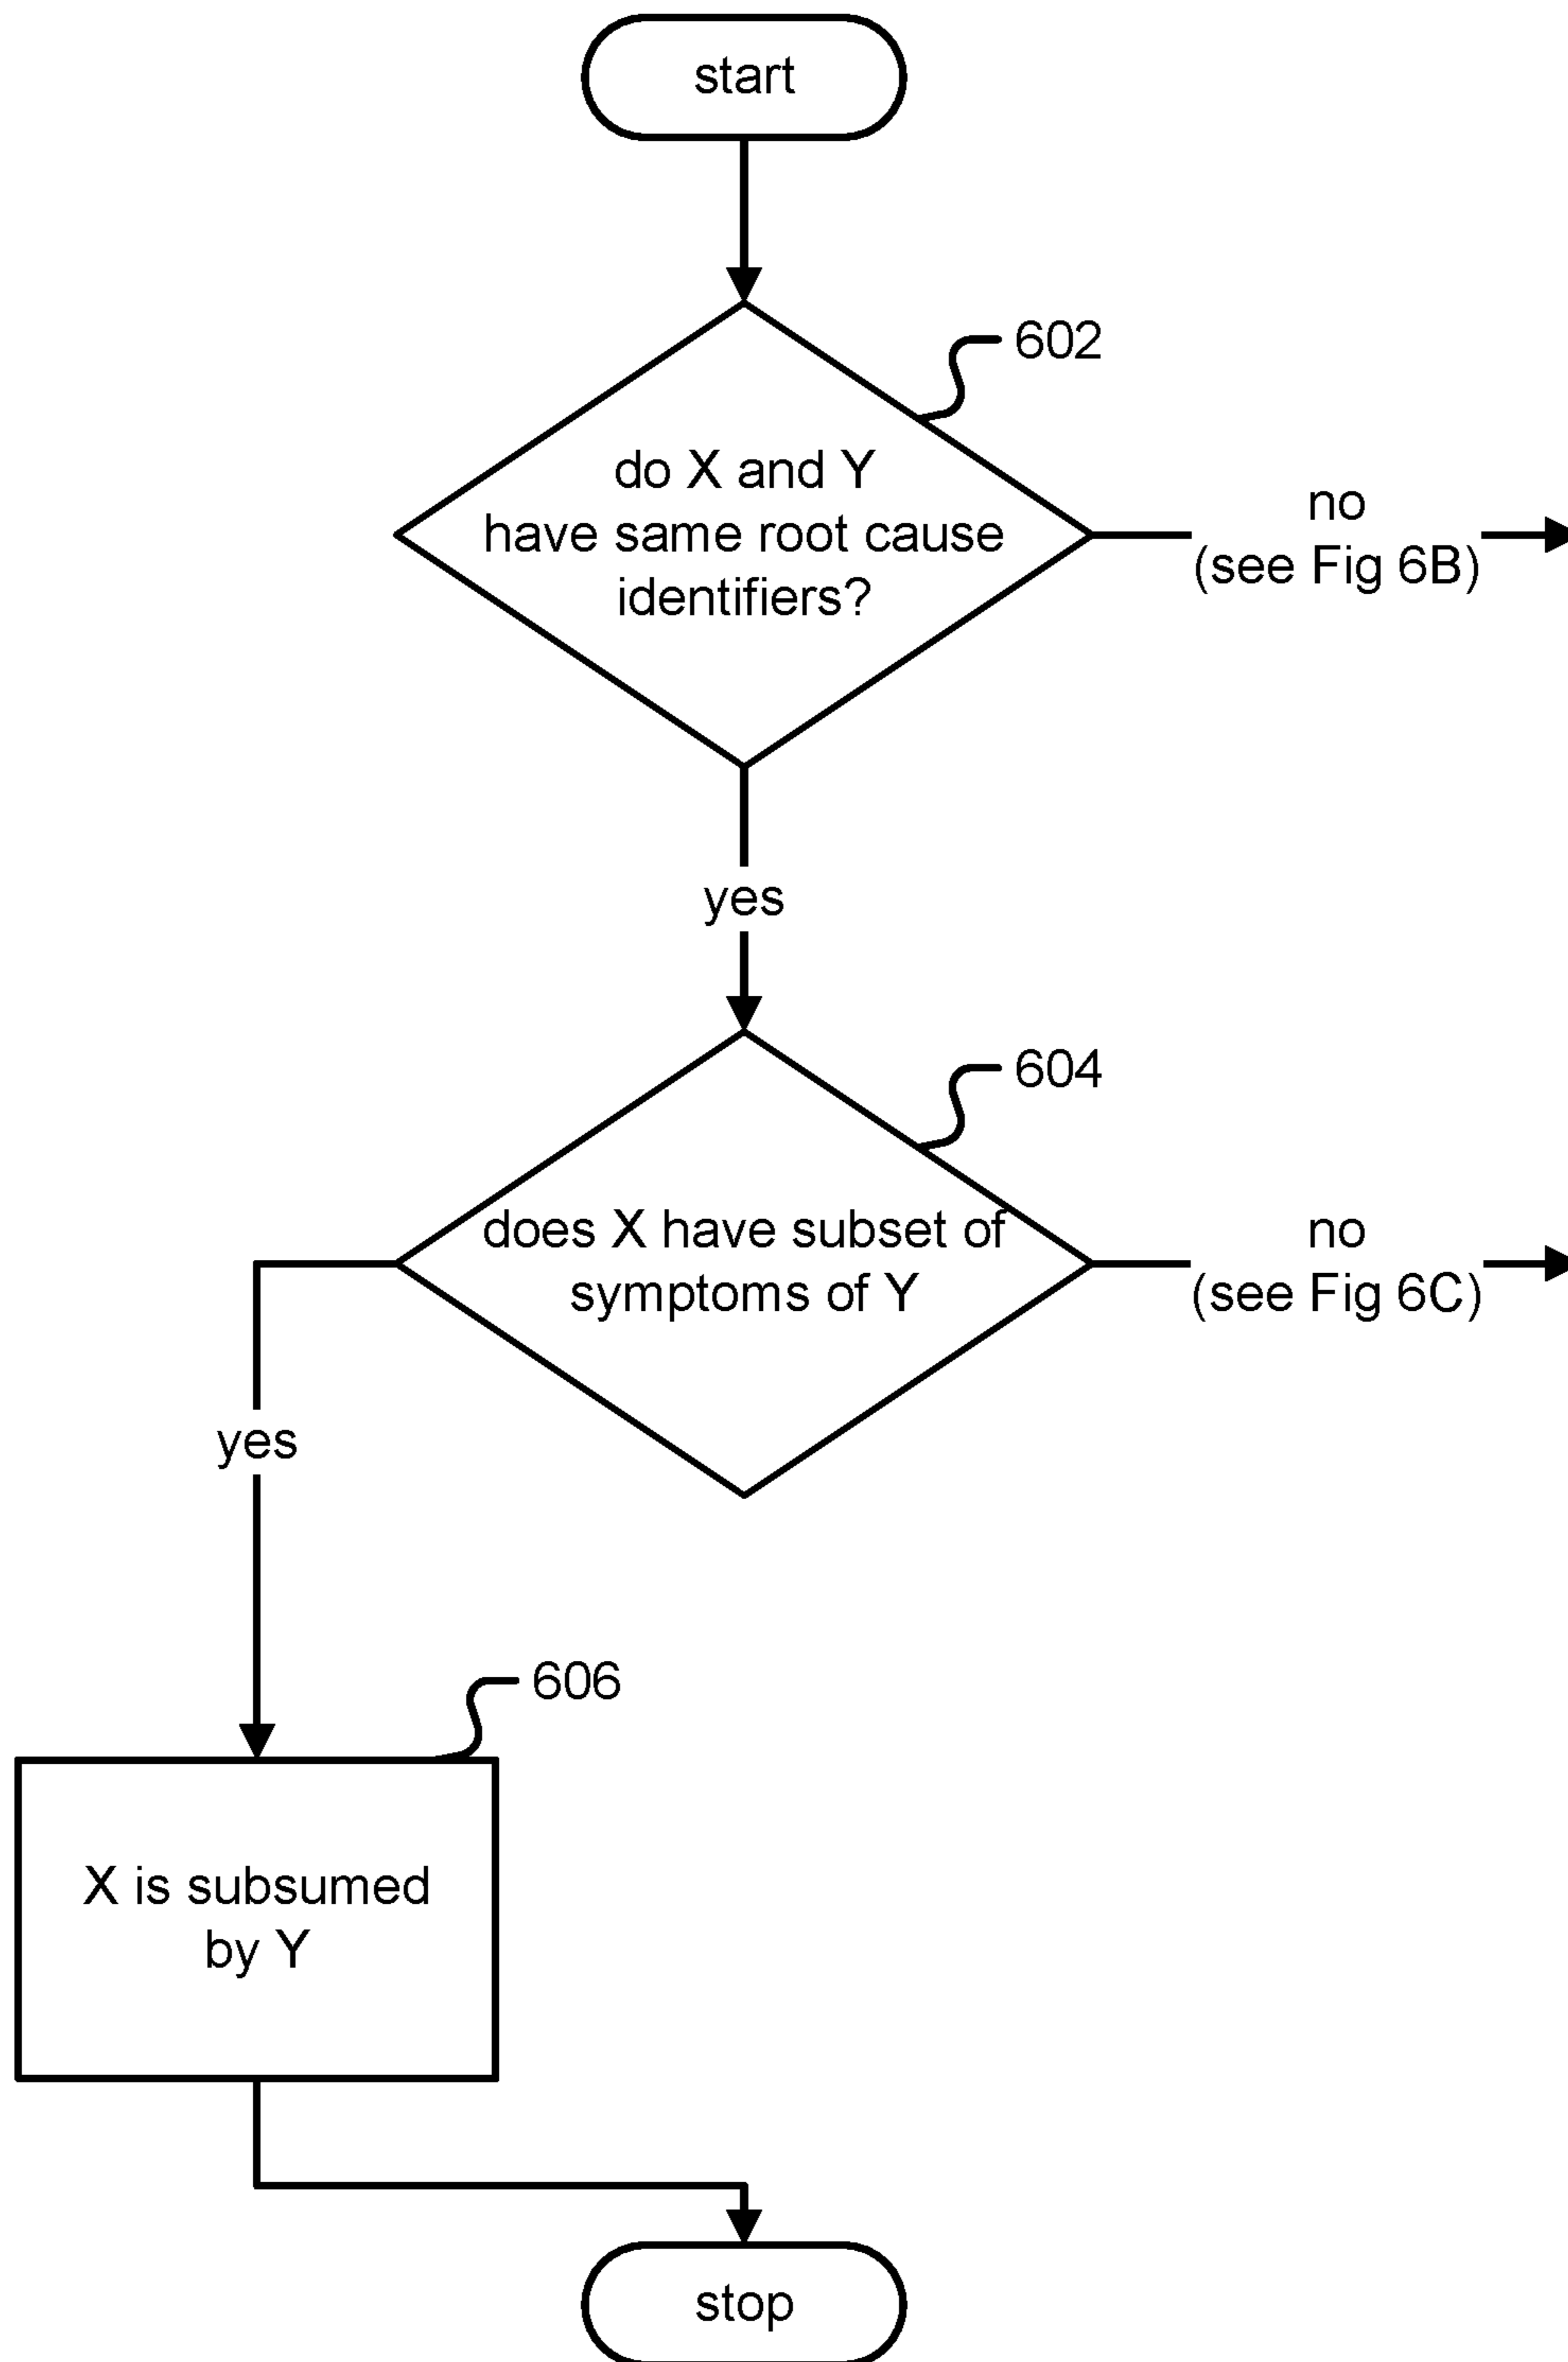 start
602
do X and Y
have same root cause
identifiers?
no
(see Fig 6B)
yes
604
does X have subset of
symptoms of Y
no
(see Fig 6C)
yes
606
X is subsumed
by Y
stop